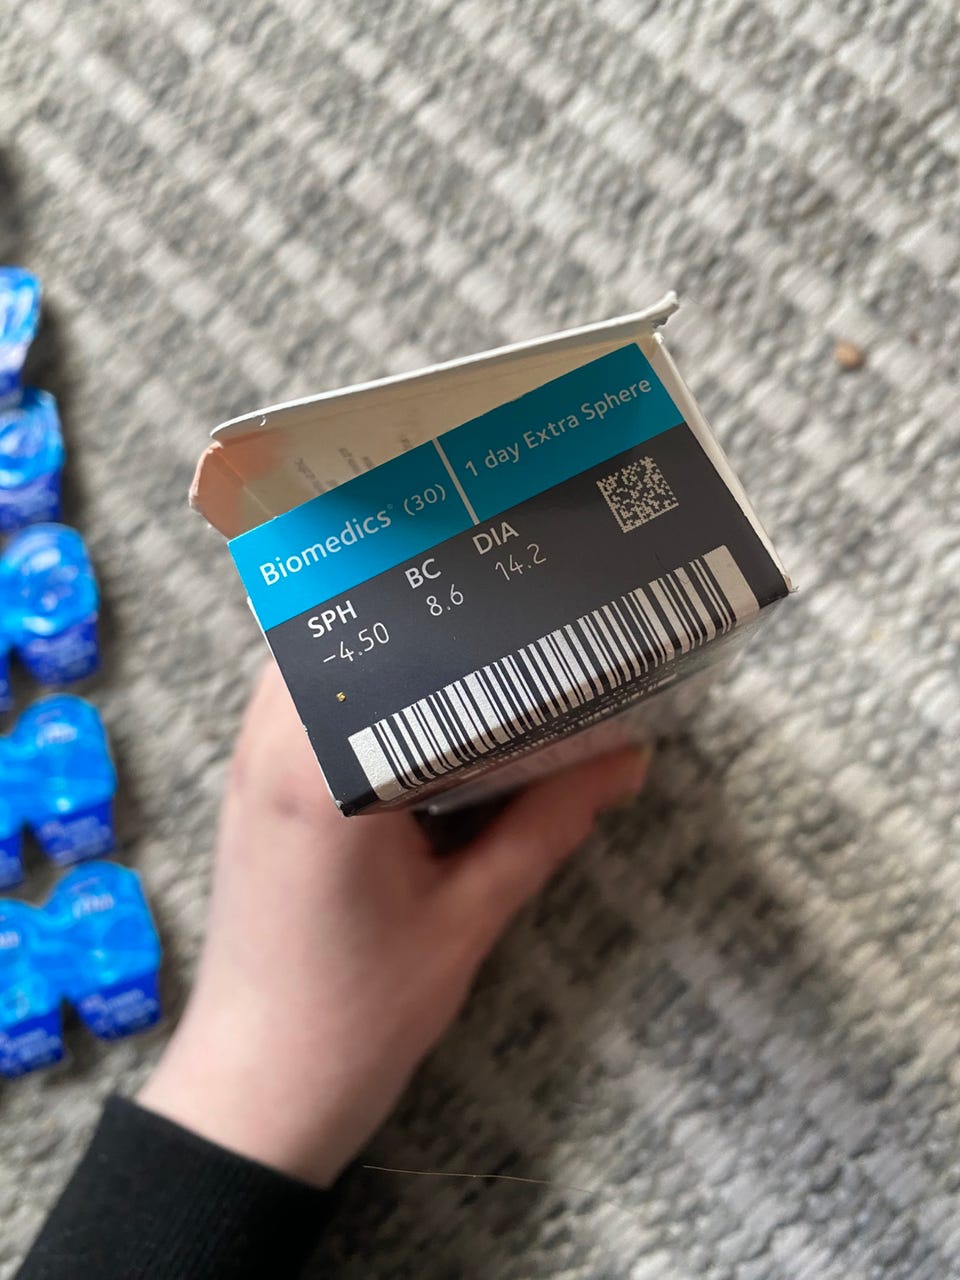 Biomedics® (30)
1 day Extra Sphere
SPH BC DIA
-4.50 8.6 14.2